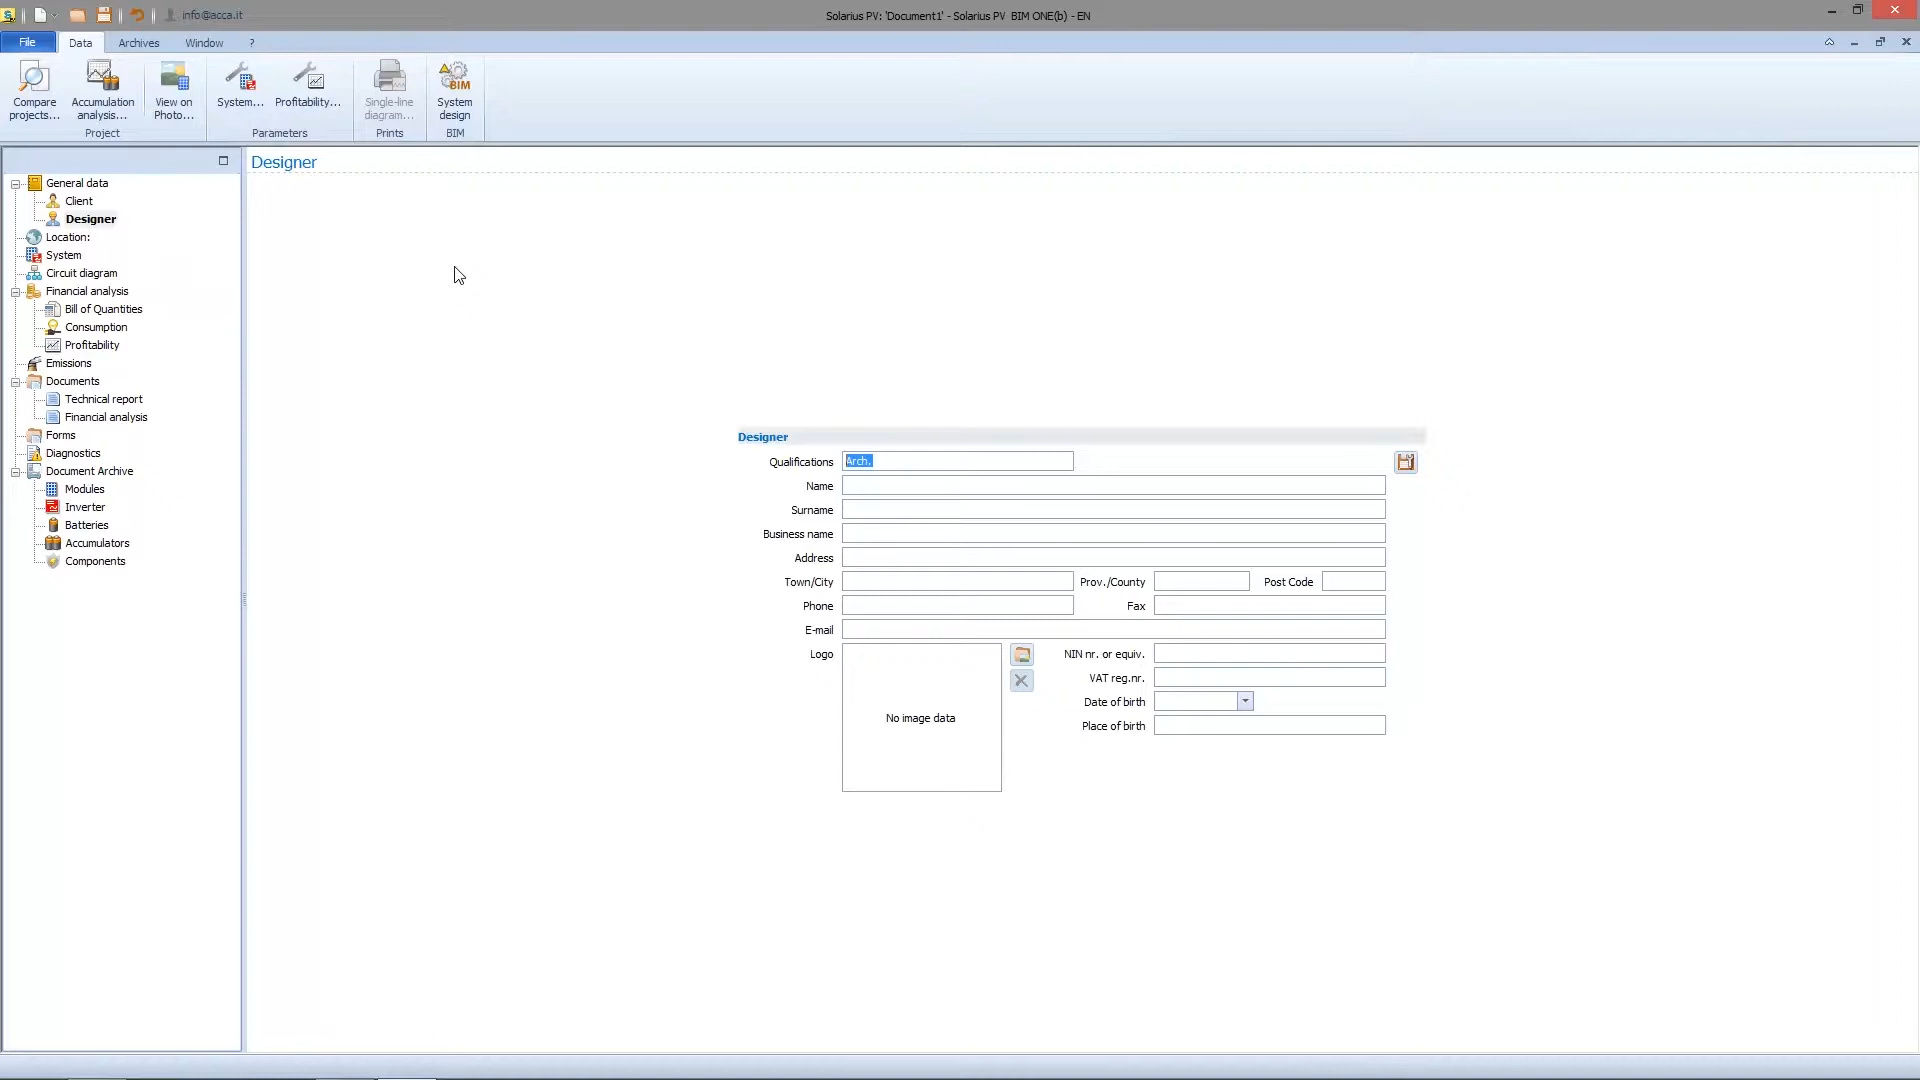 info@acca.it
Solarius PV: 'Document1' - Solarius PV BIM ONE(b) - EN
File Data Archives Window ?
Compare projects...
Accumulation analysis...
View on Photo...
System...
Profitability...
Single-line diagram...
System design
Project
Parameters
Prints
BIM
Designer
General data
Client
Designer
Location:
System
Circuit diagram
Financial analysis
Bill of Quantities
Consumption
Profitability
Emissions
Documents
Technical report
Financial analysis
Forms
Diagnostics
Document Archive
Modules
Inverter
Batteries
Accumulators
Components
Designer
Qualifications Arch.
Name
Surname
Business name
Address
Town/City Prov./County Post Code
Phone Fax
E-mail
Logo NIN nr. or equiv.
VAT reg.nr.
Date of birth
No image data
Place of birth